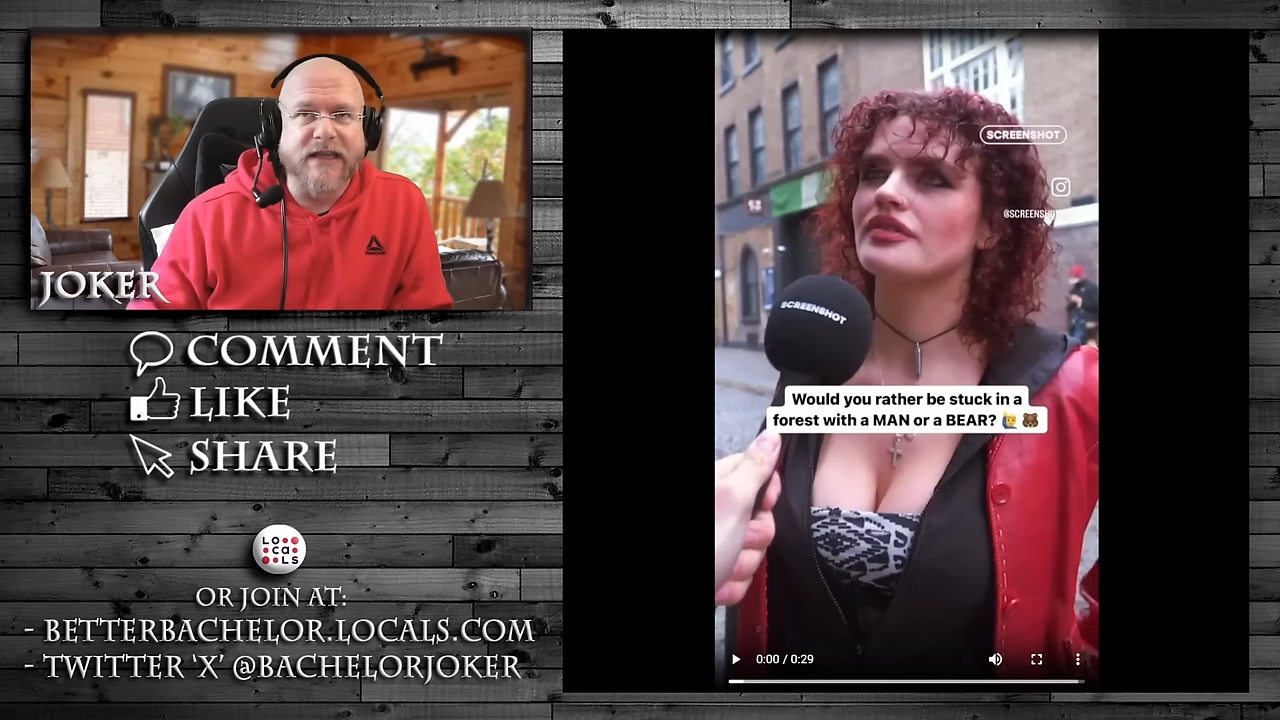 JOKER
COMMENT
LIKE
SHARE
LO
Ca
LS
OR JOIN AT:
- BETTERBACHELOR.LOCALS.COM
- TWITTER 'X' @BACHELORJOKER
SCREENSHOT
SCREENSHOT
Would you rather be stuck in a
forest with a MAN or a BEAR? 🙋‍♂️🐻
0:00 / 0:29